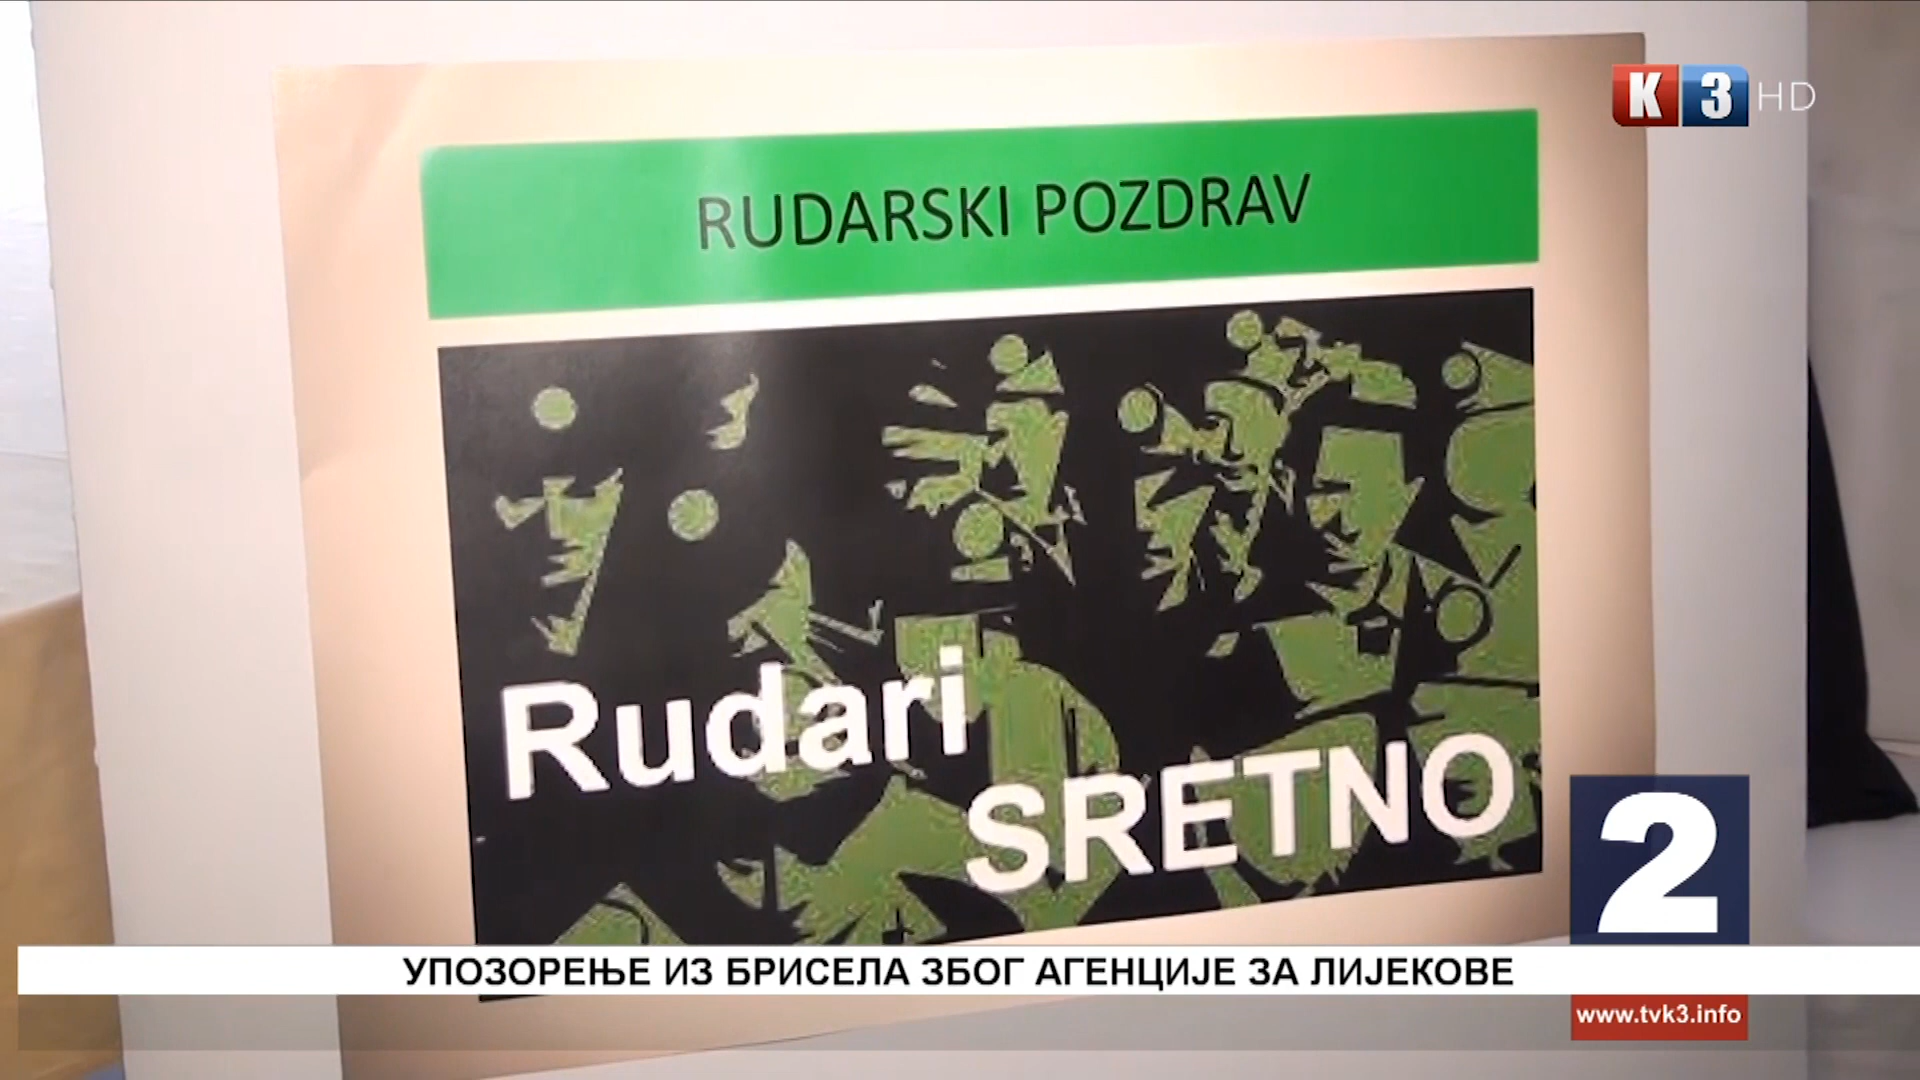 K3 HD
RUDARSKI POZDRAV
Rudari
SRETNO
2
УПОЗОРЕЊЕ ИЗ БРИСЕЛА ЗБОГ АГЕНЦИЈЕ ЗА ЛИЈЕКОВЕ
www.tvk3.info